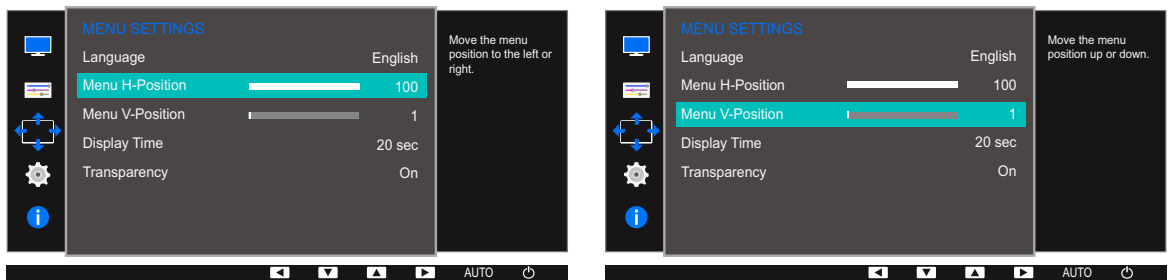 MENU SETTINGS
Language English
Menu H-Position 100
Menu V-Position 1
Display Time 20 sec
Transparency On
Move the menu
position to the left or
right.
AUTO
MENU SETTINGS
Language English
Menu H-Position 100
Menu V-Position 1
Display Time 20 sec
Transparency On
Move the menu
position up or down.
AUTO